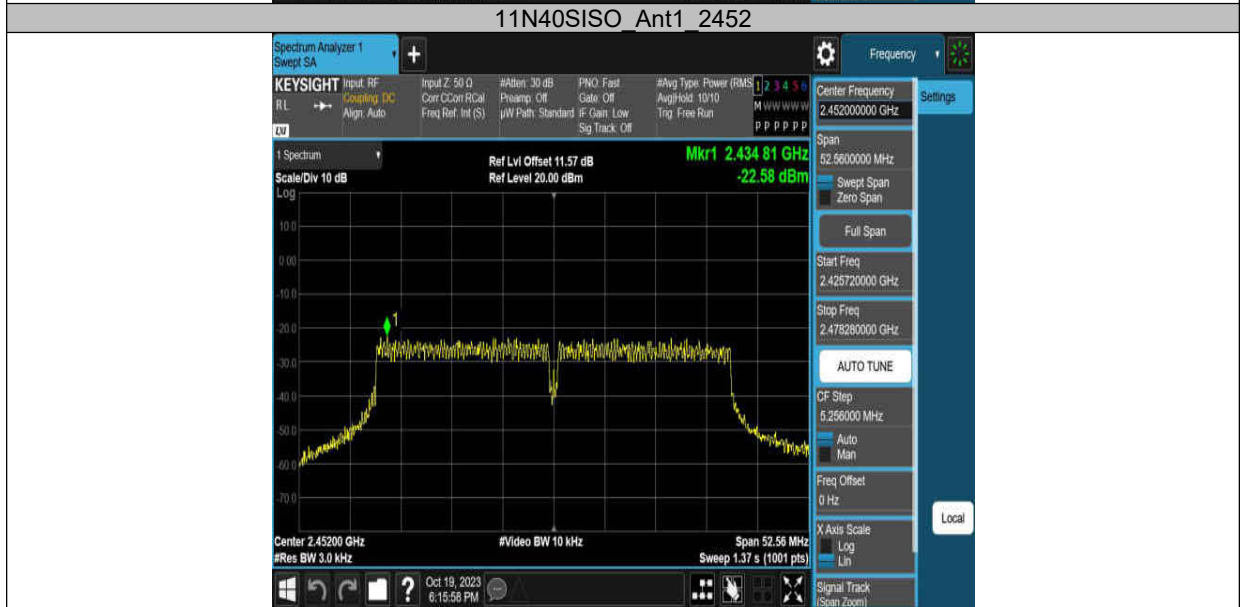 11N40SISO_Ant1_2452
Spectrum Analyzer 1
Swept SA
+
Frequency
KEYSIGHT
RL
LXI
Input: RF
Coupling: DC
Align: Auto
Input Z: 50 Ω
Corr CCorr RCal
Freq Ref: Int (S)
#Atten: 30 dB
Preamp: Off
µW Path: Standard
PNO: Fast
Gate: Off
IF Gain: Low
Sig Track: Off
#Avg Type: Power (RMS
Avg|Hold: 10/10
Trig: Free Run
1 2 3 4 5 6
M W W W W W
P P P P P P
1 Spectrum
Scale/Div 10 dB
Log
Ref Lvl Offset 11.57 dB
Ref Level 20.00 dBm
Mkr1 2.434 81 GHz
-22.58 dBm
10.0
0.00
-10.0
-20.0
-30.0
-40.0
-50.0
-60.0
-70.0
1
Center 2.45200 GHz
#Res BW 3.0 kHz
#Video BW 10 kHz
Span 52.56 MHz
Sweep 1.37 s (1001 pts)
?
Oct 19, 2023
6:15:58 PM
Center Frequency
2.452000000 GHz
Settings
Span
52.5600000 MHz
Swept Span
Zero Span
Full Span
Start Freq
2.425720000 GHz
Stop Freq
2.478280000 GHz
AUTO TUNE
CF Step
5.256000 MHz
Auto
Man
Freq Offset
0 Hz
X Axis Scale
Log
Lin
Local
Signal Track
(Span Zoom)